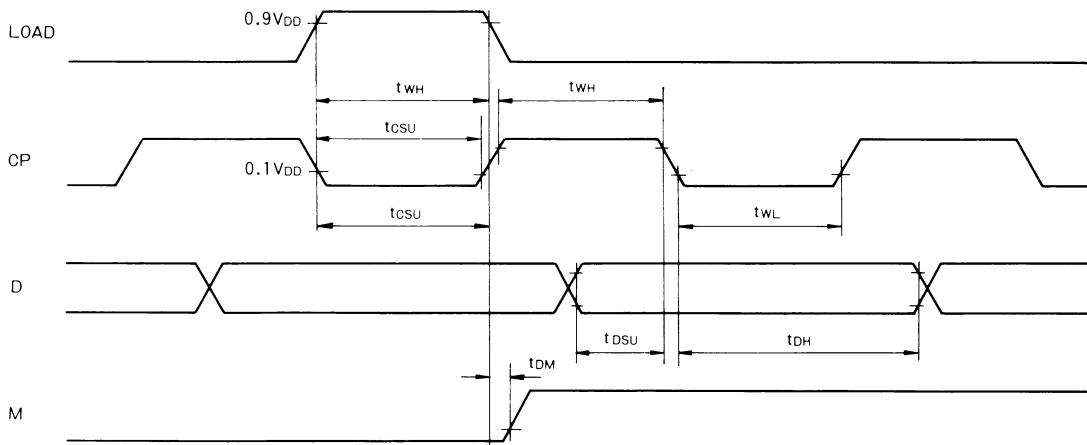 LOAD
0.9VDD
tWH
tWH
tCSU
CP
0.1VDD
tCSU
tWL
D
tDSU
tDH
tDM
M